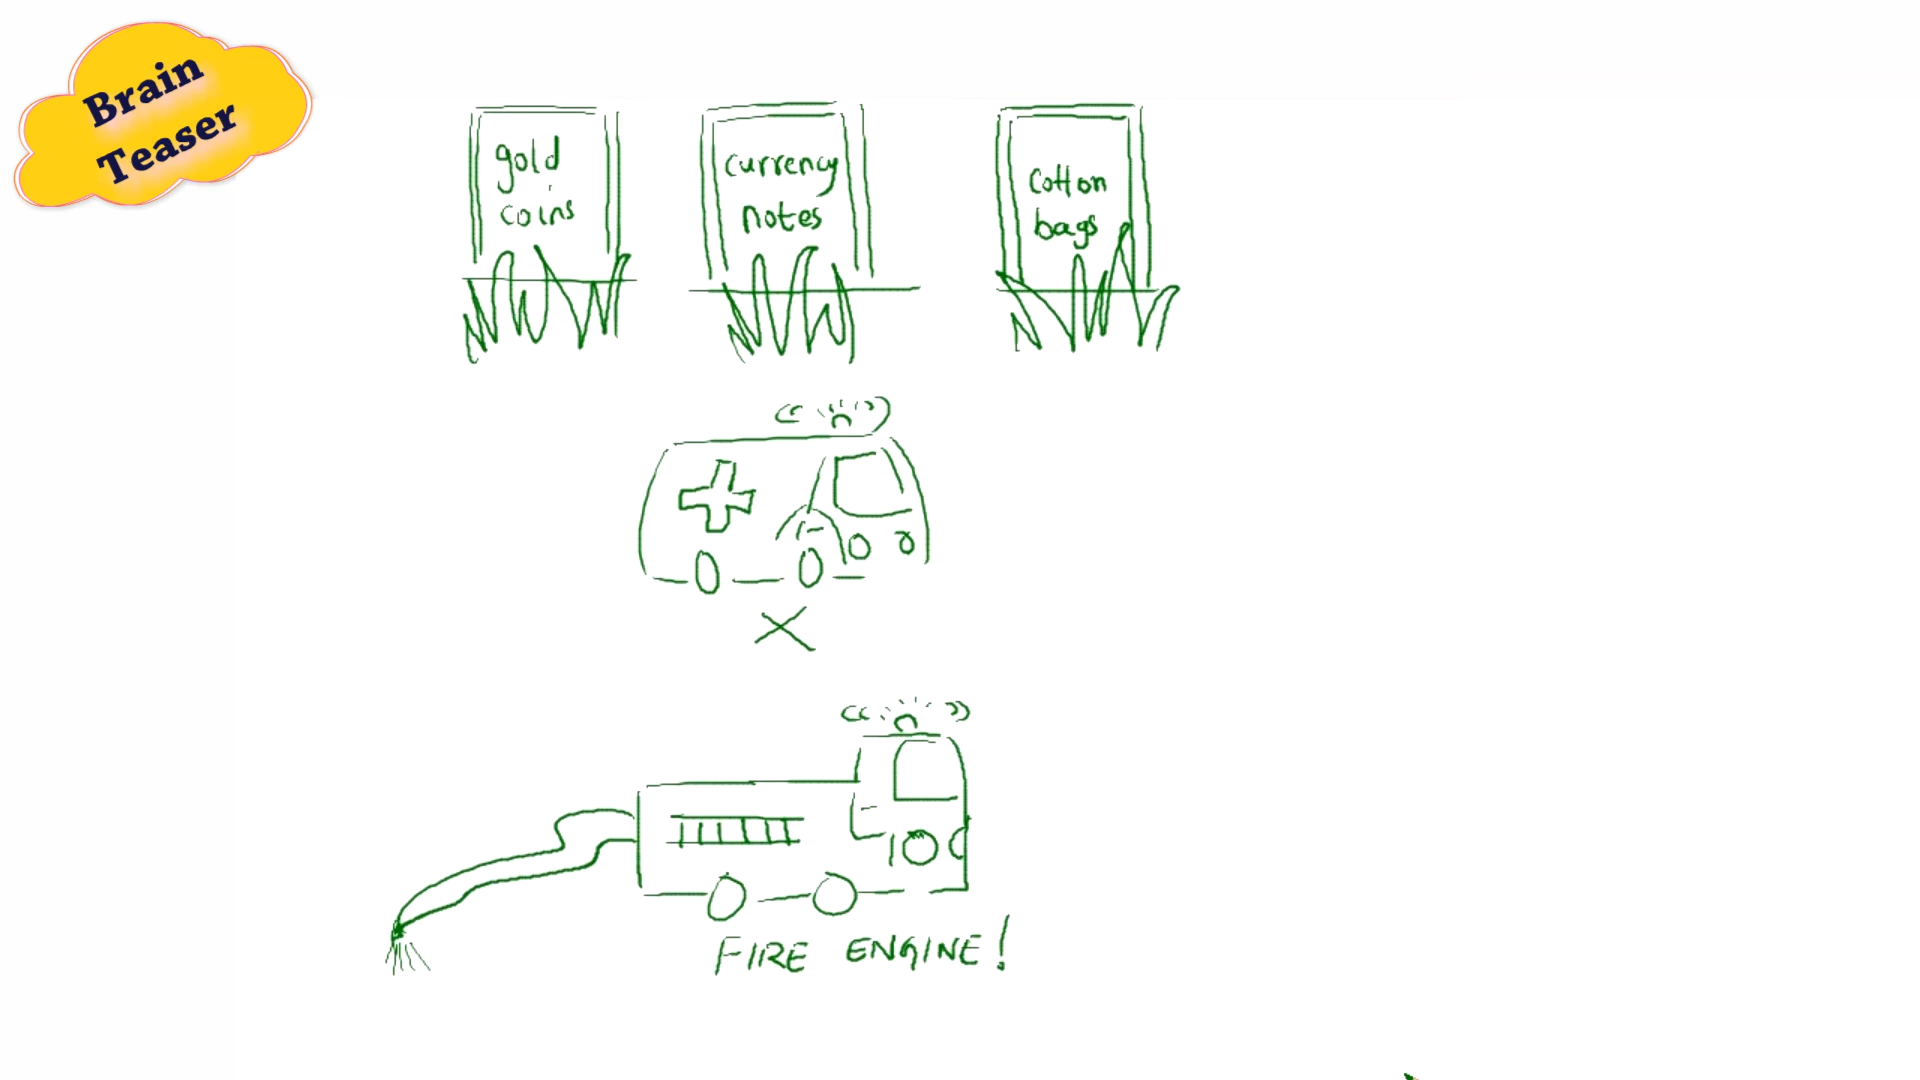 Brain
Teaser
gold
coins
currency
notes
cotton
bags
FIRE ENGINE!